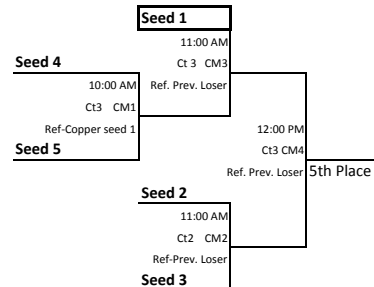 Seed 1
11:00 AM
Seed 4
Ct 3 CM3
10:00 AM
Ref. Prev. Loser
Ct3 CM1
Ref-Copper seed 1
12:00 PM
Seed 5
Ct3 CM4
Ref. Prev. Loser
5th Place
Seed 2
11:00 AM
Ct2 CM2
Ref-Prev. Loser
Seed 3